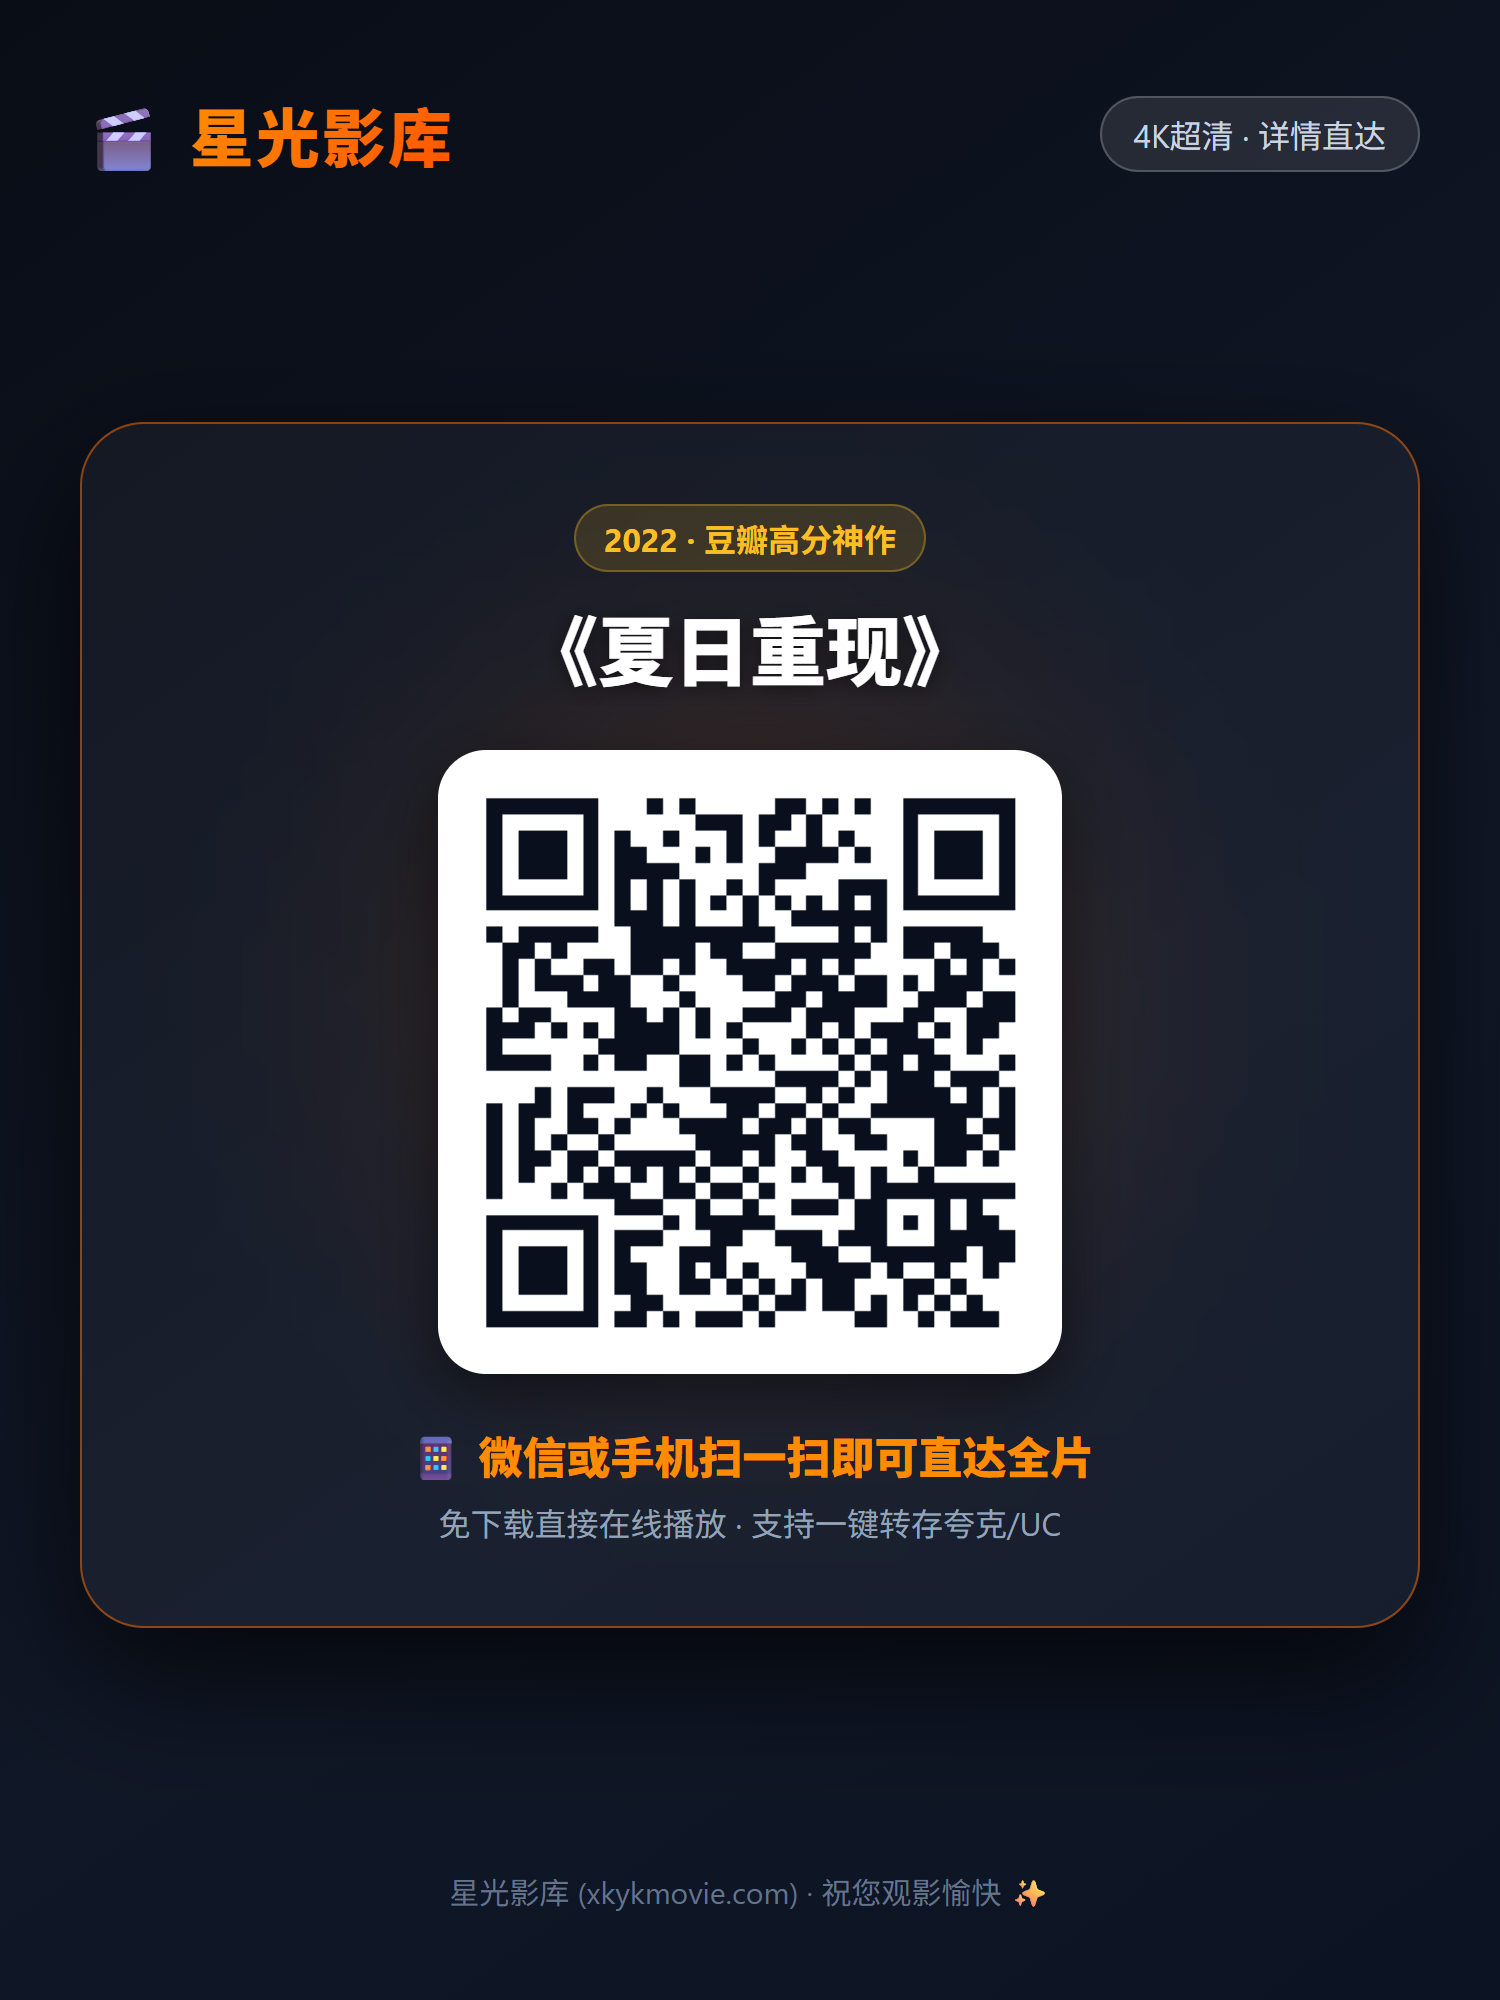 星光影库
4K超清 · 详情直达
2022 · 豆瓣高分神作
《夏日重现》
微信或手机扫一扫即可直达全片
免下载直接在线播放 · 支持一键转存夸克/UC
星光影库 (xkykmovie.com) · 祝您观影愉快 ✨